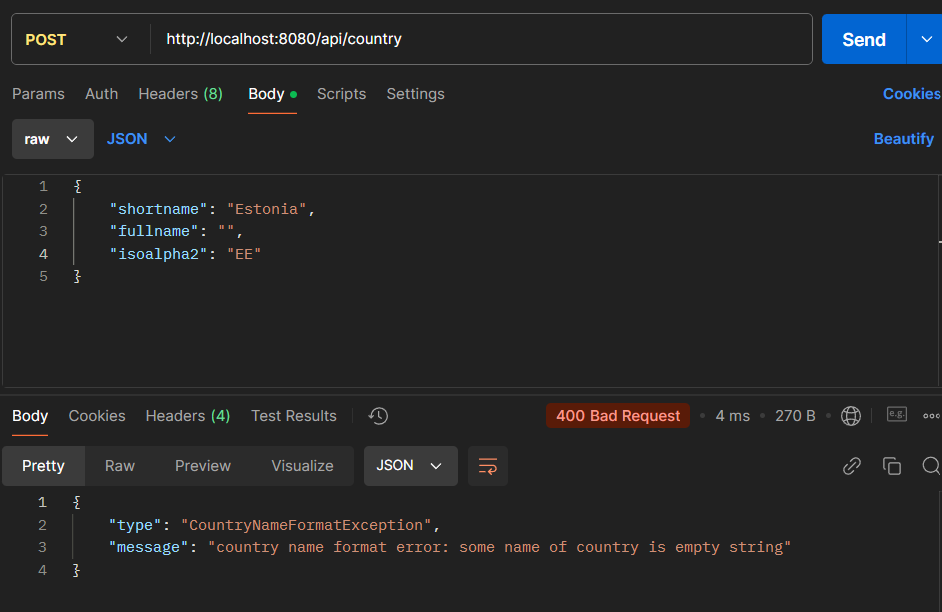 POST http://localhost:8080/api/country Send
Params Auth Headers (8) Body Scripts Settings Cookies
raw JSON Beautify
1 {
2 "shortname": "Estonia",
3 "fullname": "",
4 "isoalpha2": "EE"
5 }
Body Cookies Headers (4) Test Results 400 Bad Request 4 ms 270 B e.g.
Pretty Raw Preview Visualize JSON
1 {
2 "type": "CountryNameFormatException",
3 "message": "country name format error: some name of country is empty string"
4 }